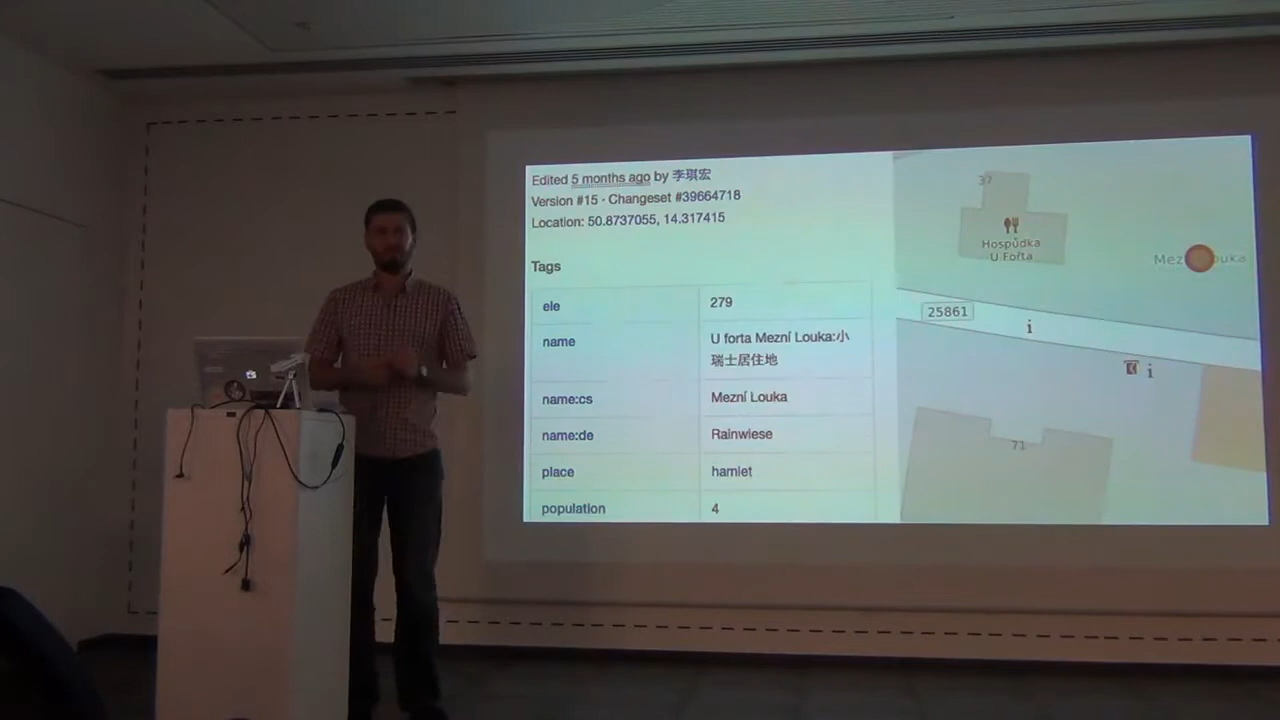 Edited 5 months ago by 李琪宏
Version #15 · Changeset #39664718
Location: 50.8737055, 14.317415
Tags
ele 279
name U forta Mezní Louka:小
瑞士居住地
name:cs Mezní Louka
name:de Rainwiese
place hamlet
population 4
37
Hospůdka
U Forta
Mez ouka
25861
71